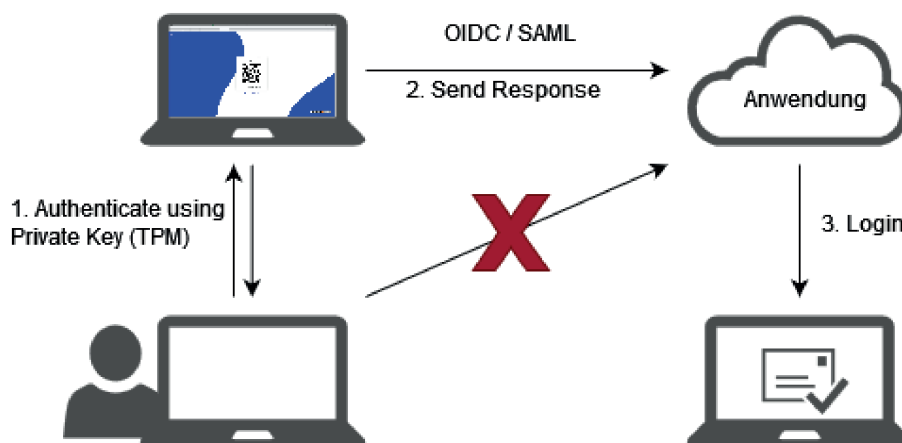 OIDC / SAML
2. Send Response
Anwendung
1. Authenticate using
Private Key (TPM)
3. Login